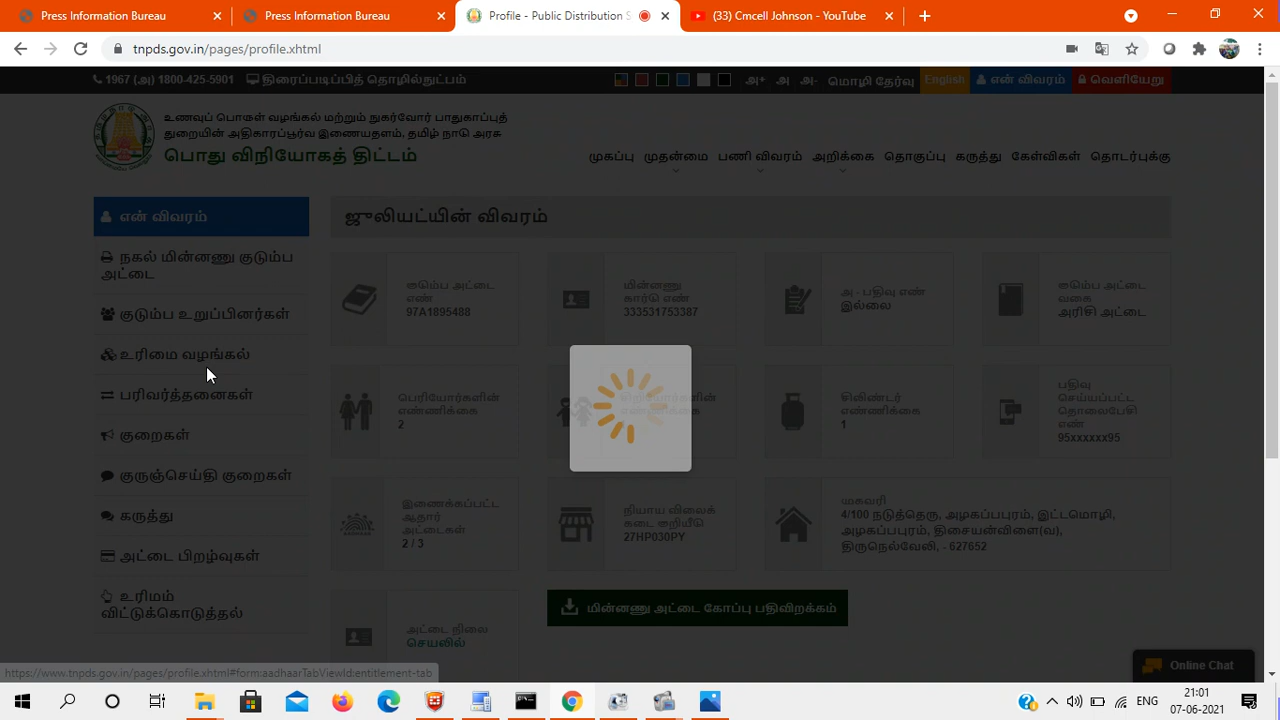 Press Information Bureau
Press Information Bureau
Profile - Public Distribution S
(33) Cmcell Johnson - YouTube
tnpds.gov.in/pages/profile.xhtml
1967 (அ) 1800-425-5901
திரைப்படிப்பித் தொழில்நுட்பம்
அ+ அ அ-
மொழி தேர்வு
English
என் விவரம்
வெளியேறு
உணவுப் பொருள் வழங்கல் மற்றும் நுகர்வோர் பாதுகாப்புத்
துறையின் அதிகாரப்பூர்வ இணையதளம், தமிழ் நாடு அரசு
பொது விநியோகத் திட்டம்
முகப்பு முதன்மை பணி விவரம் அறிக்கை தொகுப்பு கருத்து கேள்விகள் தொடர்புக்கு
என் விவரம்
நகல் மின்னணு குடும்ப
அட்டை
குடும்ப உறுப்பினர்கள்
உரிமை வழங்கல்
பரிவர்த்தனைகள்
குறைகள்
குருஞ்செய்தி குறைகள்
கருத்து
அட்டை பிறழ்வுகள்
உரிமம்
விட்டுக்கொடுத்தல்
ஜுலியட்யின் விவரம்
குடும்ப அட்டை
எண்
97A1895488
மின்னணு
கார்டு எண்
333531753387
அ - பதிவு எண்
இல்லை
குடும்ப அட்டை
வகை
அரிசி அட்டை
பெரியோர்களின்
எண்ணிக்கை
2
சிறியோர்களின்
எண்ணிக்கை
சிலிண்டர்
எண்ணிக்கை
1
பதிவு
செய்யப்பட்ட
தொலைபேசி
எண்
95xxxxxx95
இணைக்கப்பட்ட
ஆதார்
அட்டைகள்
2 / 3
நியாய விலைக்
கடை குறியீடு
27HP030PY
முகவரி
4/100 நடுத்தெரு, அழகப்பபுரம், இட்டமொழி,
அழகப்பபுரம், திசையன்விளை(வ),
திருநெல்வேலி, - 627652
அட்டை நிலை
செயலில்
மின்னணு அட்டை கோப்பு பதிவிறக்கம்
Online Chat
https://www.tnpds.gov.in/pages/profile.xhtml#form:aadhaarTabViewId:entitlement-tab
ENG
21:01
07-06-2021